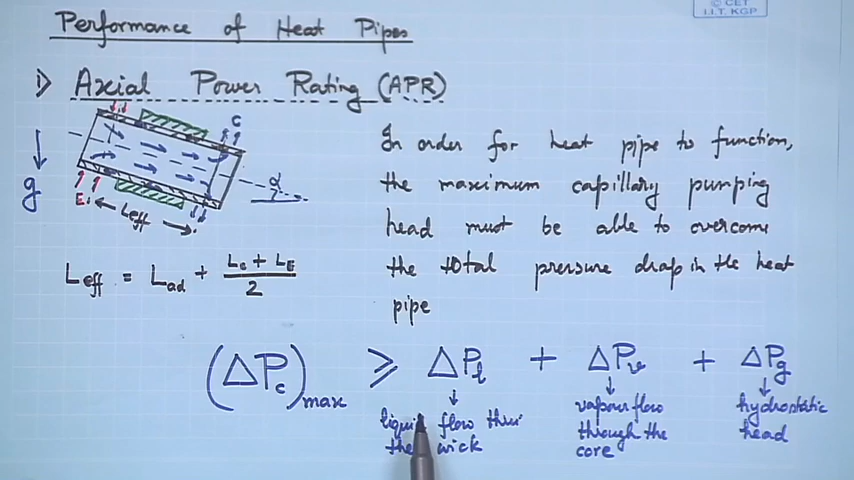 © CET
I.I.T. KGP
Performance of Heat Pipes
i) Axial Power Rating (APR)
g
C
α
E
Leff
Leff = Lad + (Lc + LE)/2
In order for heat pipe to function,
the maximum capillary pumping
head must be able to overcome
the total pressure drop in the heat
pipe
(ΔPc)max ≥ ΔPl + ΔPv + ΔPg
liquid flow thru
the wick
vapour flow
through the
core
hydrostatic
head